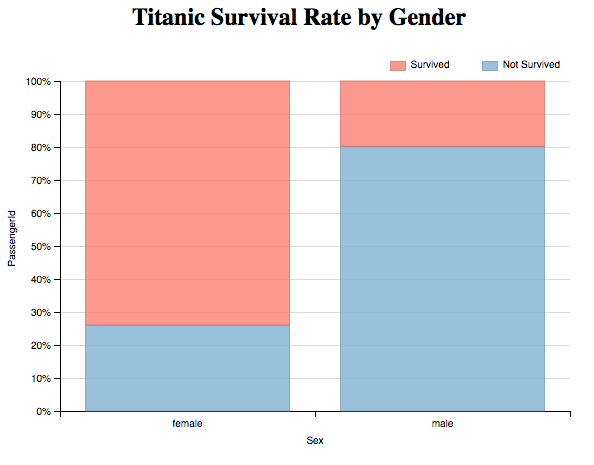 Titanic Survival Rate by Gender
Survived
Not Survived
100%
90%
80%
70%
60%
50%
40%
30%
20%
10%
0%
PassengerId
female
male
Sex